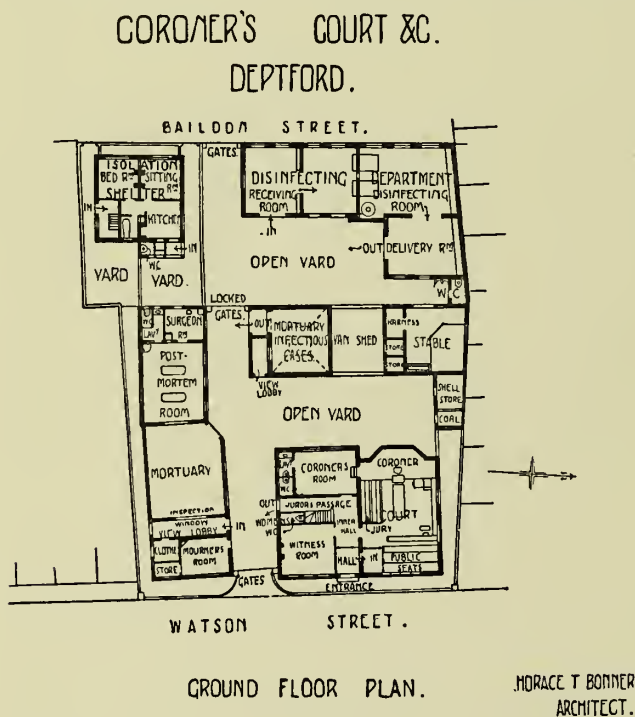 CORONER'S COURT &C.
DEPTFORD.
BAILDON STREET.
GATES.
ISOLATION
BED RM SITTING RM
SHELTER
IN
KITCHEN
IN
WC
YARD
YARD.
DISINFECTING DEPARTMENT
RECEIVING ROOM
DISINFECTING ROOM
IN
OUT
DELIVERY RM
W C
OPEN YARD
LOCKED
GATES.
WC
LAVY
SURGEON RM
POST-
MORTEM
ROOM
OUT
MORTUARY
INFECTIOUS
CASES.
VIEW
LOBBY
VAN SHED
HARNESS
STORE
STORE
STABLE
SHELL
STORE
COAL
OPEN YARD
MORTUARY
INSPECTION
WINDOW
VIEW LOBBY
IN
CLOTHES
STORE
MOURNERS
ROOM
GATES
LAV
WC
CORONERS
ROOM
CORONER
OUT
JURORS PASSAGE
WOMENS
WC
WITNESS
ROOM
INNER
HALL
COURT
JURY
HALL
IN
PUBLIC
SEATS
ENTRANCE
WATSON STREET.
GROUND FLOOR PLAN.
HORACE T BONNER
ARCHITECT.